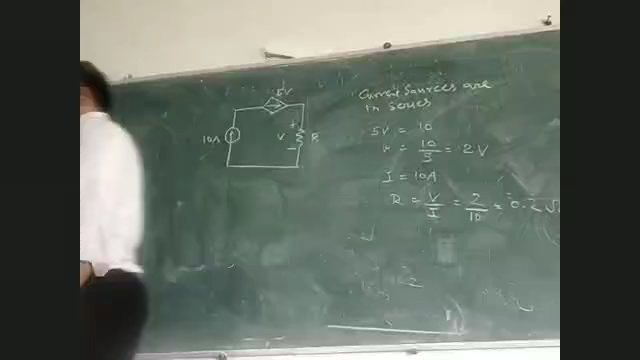 5V
10A
+
V
R
-
Current Sources are
in series
5V = 10
V = 10/5 = 2V
I = 10A
R = V/I = 2/10 = 0.2